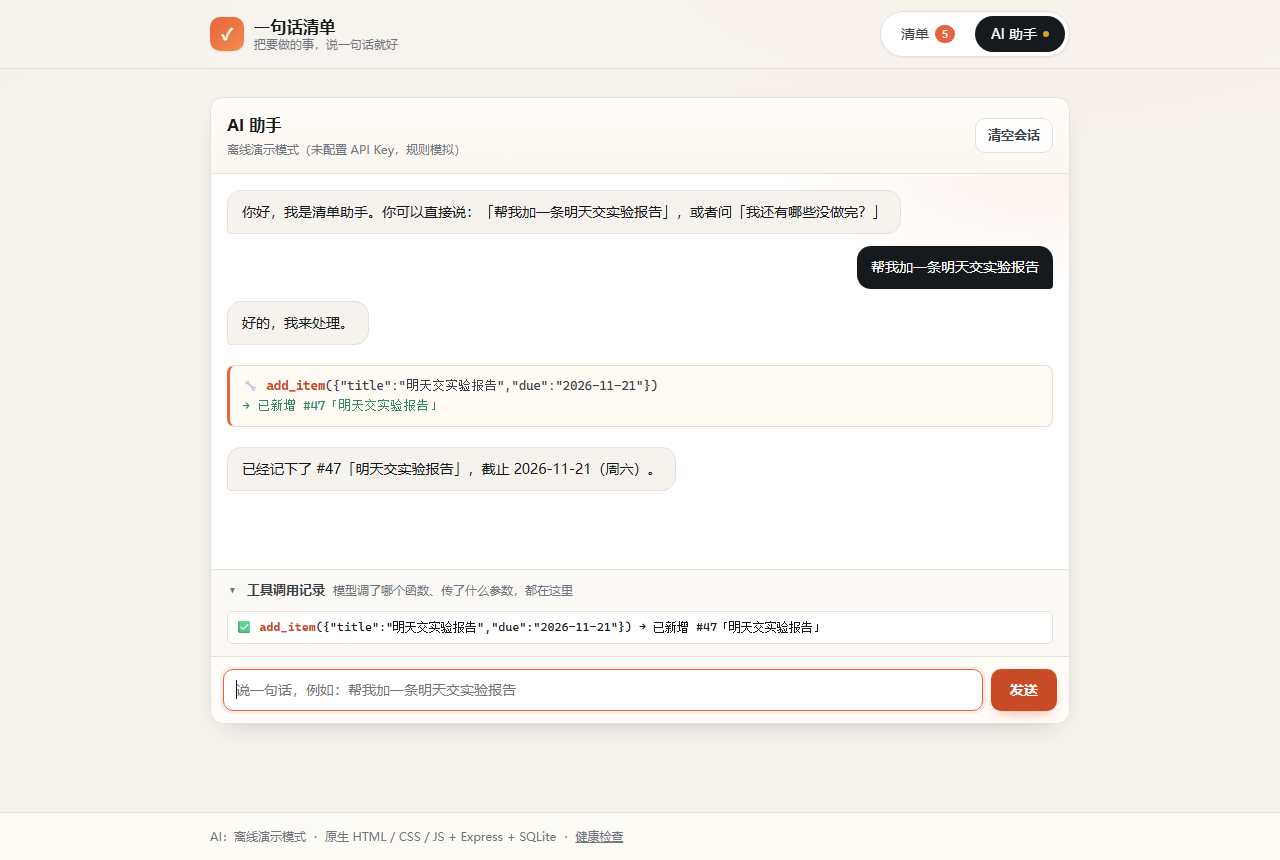 一句话清单
把要做的事，说一句话就好
清单 5
AI 助手
AI 助手
离线演示模式（未配置 API Key，规则模拟）
清空会话
你好，我是清单助手。你可以直接说：「帮我加一条明天交实验报告」，或者问「我还有哪些没做完？」
帮我加一条明天交实验报告
好的，我来处理。
add_item({"title":"明天交实验报告","due":"2026-11-21"})
→ 已新增 #47「明天交实验报告」
已经记下了 #47「明天交实验报告」，截止 2026-11-21（周六）。
▼ 工具调用记录 模型调了哪个函数、传了什么参数，都在这里
✅ add_item({"title":"明天交实验报告","due":"2026-11-21"}) → 已新增 #47「明天交实验报告」
说一句话，例如：帮我加一条明天交实验报告
发送
AI：离线演示模式 · 原生 HTML / CSS / JS + Express + SQLite · 健康检查